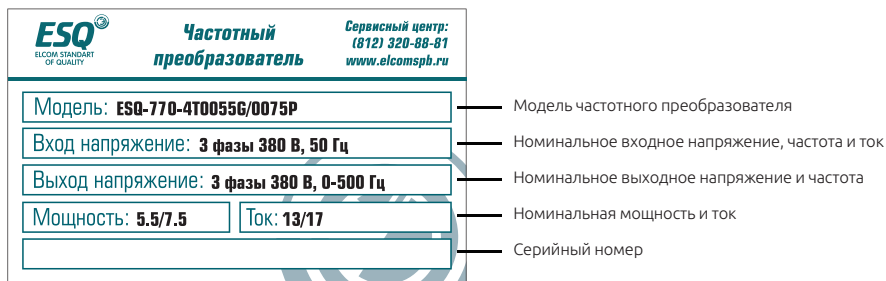 ESQ®
ELCOM STANDART
OF QUALITY
Частотный
преобразователь
Сервисный центр:
(812) 320-88-81
www.elcomspb.ru
Модель: ESQ-770-4T0055G/0075P
Модель частотного преобразователя
Вход напряжение: 3 фазы 380 В, 50 Гц
Номинальное входное напряжение, частота и ток
Выход напряжение: 3 фазы 380 В, 0-500 Гц
Номинальное выходное напряжение и частота
Мощность: 5.5/7.5 Ток: 13/17
Номинальная мощность и ток
Серийный номер